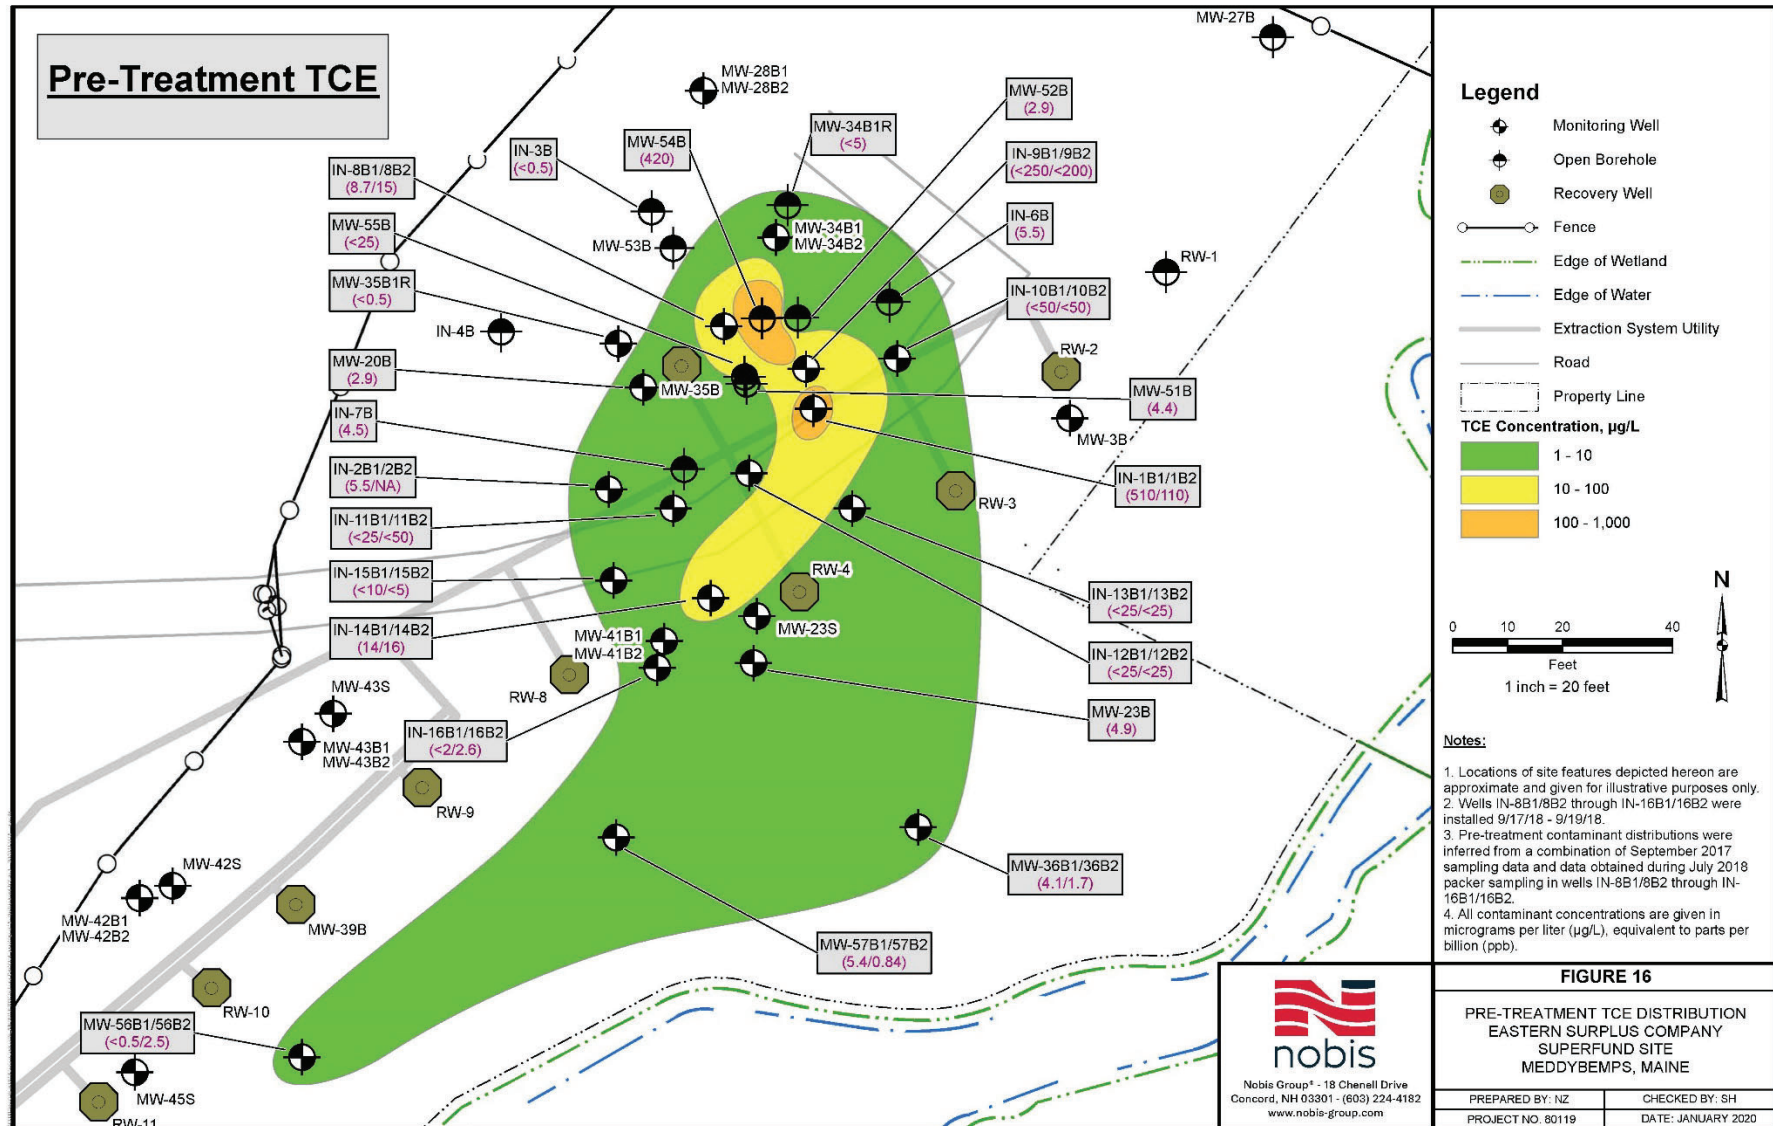 Pre-Treatment TCE
MW-27B
MW-28B1
MW-28B2
MW-52B
(2.9)
MW-34B1R
(<5)
MW-54B
(420)
IN-3B
(<0.5)
IN-9B1/9B2
(<250/<200)
IN-8B1/8B2
(8.7/15)
IN-6B
(5.5)
MW-55B
(<25)
MW-53B
MW-34B1
MW-34B2
RW-1
MW-35B1R
(<0.5)
IN-10B1/10B2
(<50/<50)
IN-4B
MW-20B
(2.9)
MW-35B
RW-2
MW-51B
(4.4)
IN-7B
(4.5)
MW-3B
IN-2B1/2B2
(5.5/NA)
IN-1B1/1B2
(510/110)
RW-3
IN-11B1/11B2
(<25/<50)
IN-15B1/15B2
(<10/<5)
RW-4
IN-13B1/13B2
(<25/<25)
IN-14B1/14B2
(14/16)
MW-41B1
MW-41B2
MW-23S
IN-12B1/12B2
(<25/<25)
RW-8
MW-43S
MW-23B
(4.9)
IN-16B1/16B2
(<2/2.6)
MW-43B1
MW-43B2
RW-9
MW-42S
MW-36B1/36B2
(4.1/1.7)
MW-42B1
MW-42B2
MW-39B
MW-57B1/57B2
(5.4/0.84)
RW-10
MW-56B1/56B2
(<0.5/2.5)
MW-45S
RW-11
Legend
Monitoring Well
Open Borehole
Recovery Well
Fence
Edge of Wetland
Edge of Water
Extraction System Utility
Road
Property Line
TCE Concentration, µg/L
1 - 10
10 - 100
100 - 1,000
N
0 20 40
Feet
1 inch = 20 feet
Notes:
1. Locations of site features depicted hereon are
approximate and given for illustrative purposes only.
2. Wells IN-8B1/8B2 through IN-16B1/16B2 were
installed 9/17/18 - 9/19/18.
3. Pre-treatment contaminant distributions were
inferred from a combination of September 2017
sampling data and data obtained during July 2018
packer sampling in wells IN-8B1/8B2 through IN-
16B1/16B2.
4. All contaminant concentrations are given in
micrograms per liter (µg/L), equivalent to parts per
billion (ppb).
nobis
Nobis Group® - 18 Chenell Drive
Concord, NH 03301 - (603) 224-4182
www.nobis-group.com
FIGURE 16
PRE-TREATMENT TCE DISTRIBUTION
EASTERN SURPLUS COMPANY
SUPERFUND SITE
MEDDYBEMPS, MAINE
PREPARED BY: NZ
CHECKED BY: SH
PROJECT NO. 80119
DATE: JANUARY 2020